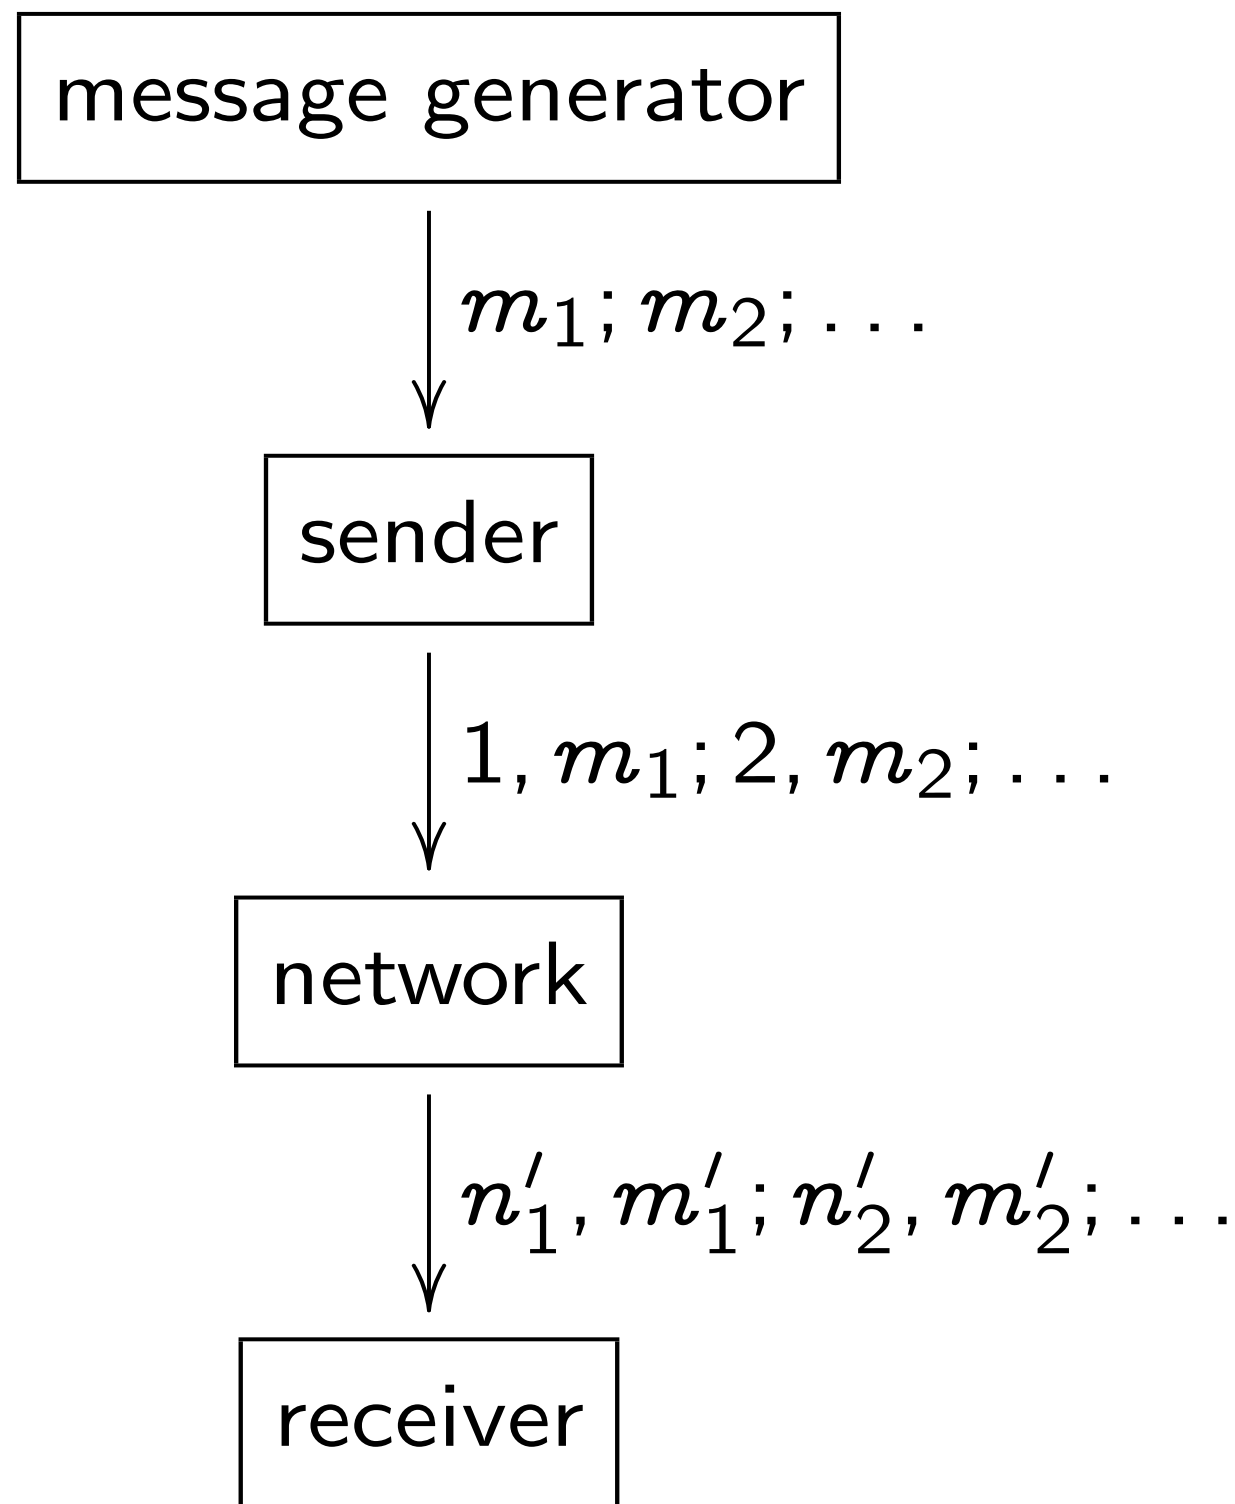 message generator
m₁; m₂; . . .
sender
1, m₁; 2, m₂; . . .
network
n′₁, m′₁; n′₂, m′₂; . . .
receiver